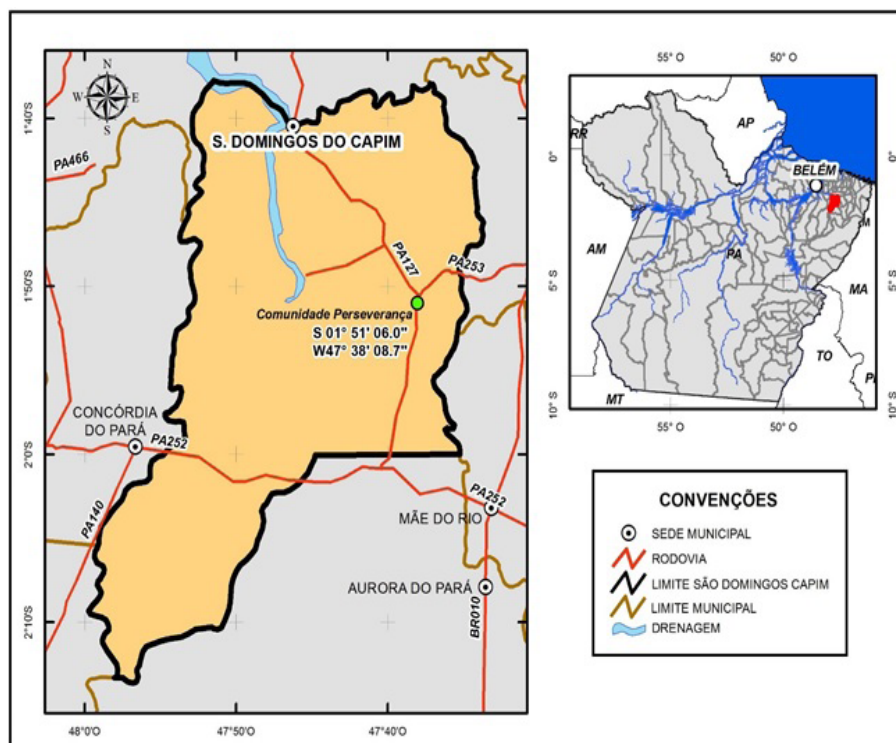 N
W E
S
1°40'S
1°50'S
2°0'S
2°10'S
48°0'O
47°50'O
47°40'O
S. DOMINGOS DO CAPIM
PA466
PA127
PA253
Comunidade Perseverança
S 01° 51' 06.0"
W47° 38' 08.7"
CONCÓRDIA
DO PARÁ
PA252
PA140
PA252
MÃE DO RIO
AURORA DO PARÁ
BR010
55° O
50° O
0°
5°S
10°S
0°
5°S
10°S
55° O
50° O
RR
AP
BELÉM
AM
PA
M
MA
TO
MT
CONVENÇÕES
SEDE MUNICIPAL
RODOVIA
LIMITE SÃO DOMINGOS CAPIM
LIMITE MUNICIPAL
DRENAGEM